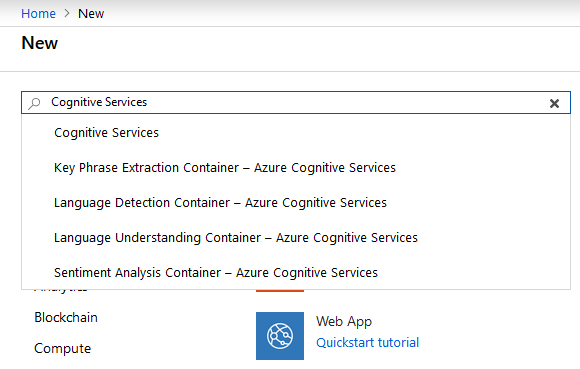 Home > New
New
Cognitive Services
Cognitive Services
Key Phrase Extraction Container – Azure Cognitive Services
Language Detection Container – Azure Cognitive Services
Language Understanding Container – Azure Cognitive Services
Sentiment Analysis Container – Azure Cognitive Services
Analytics
Blockchain
Web App
Quickstart tutorial
Compute